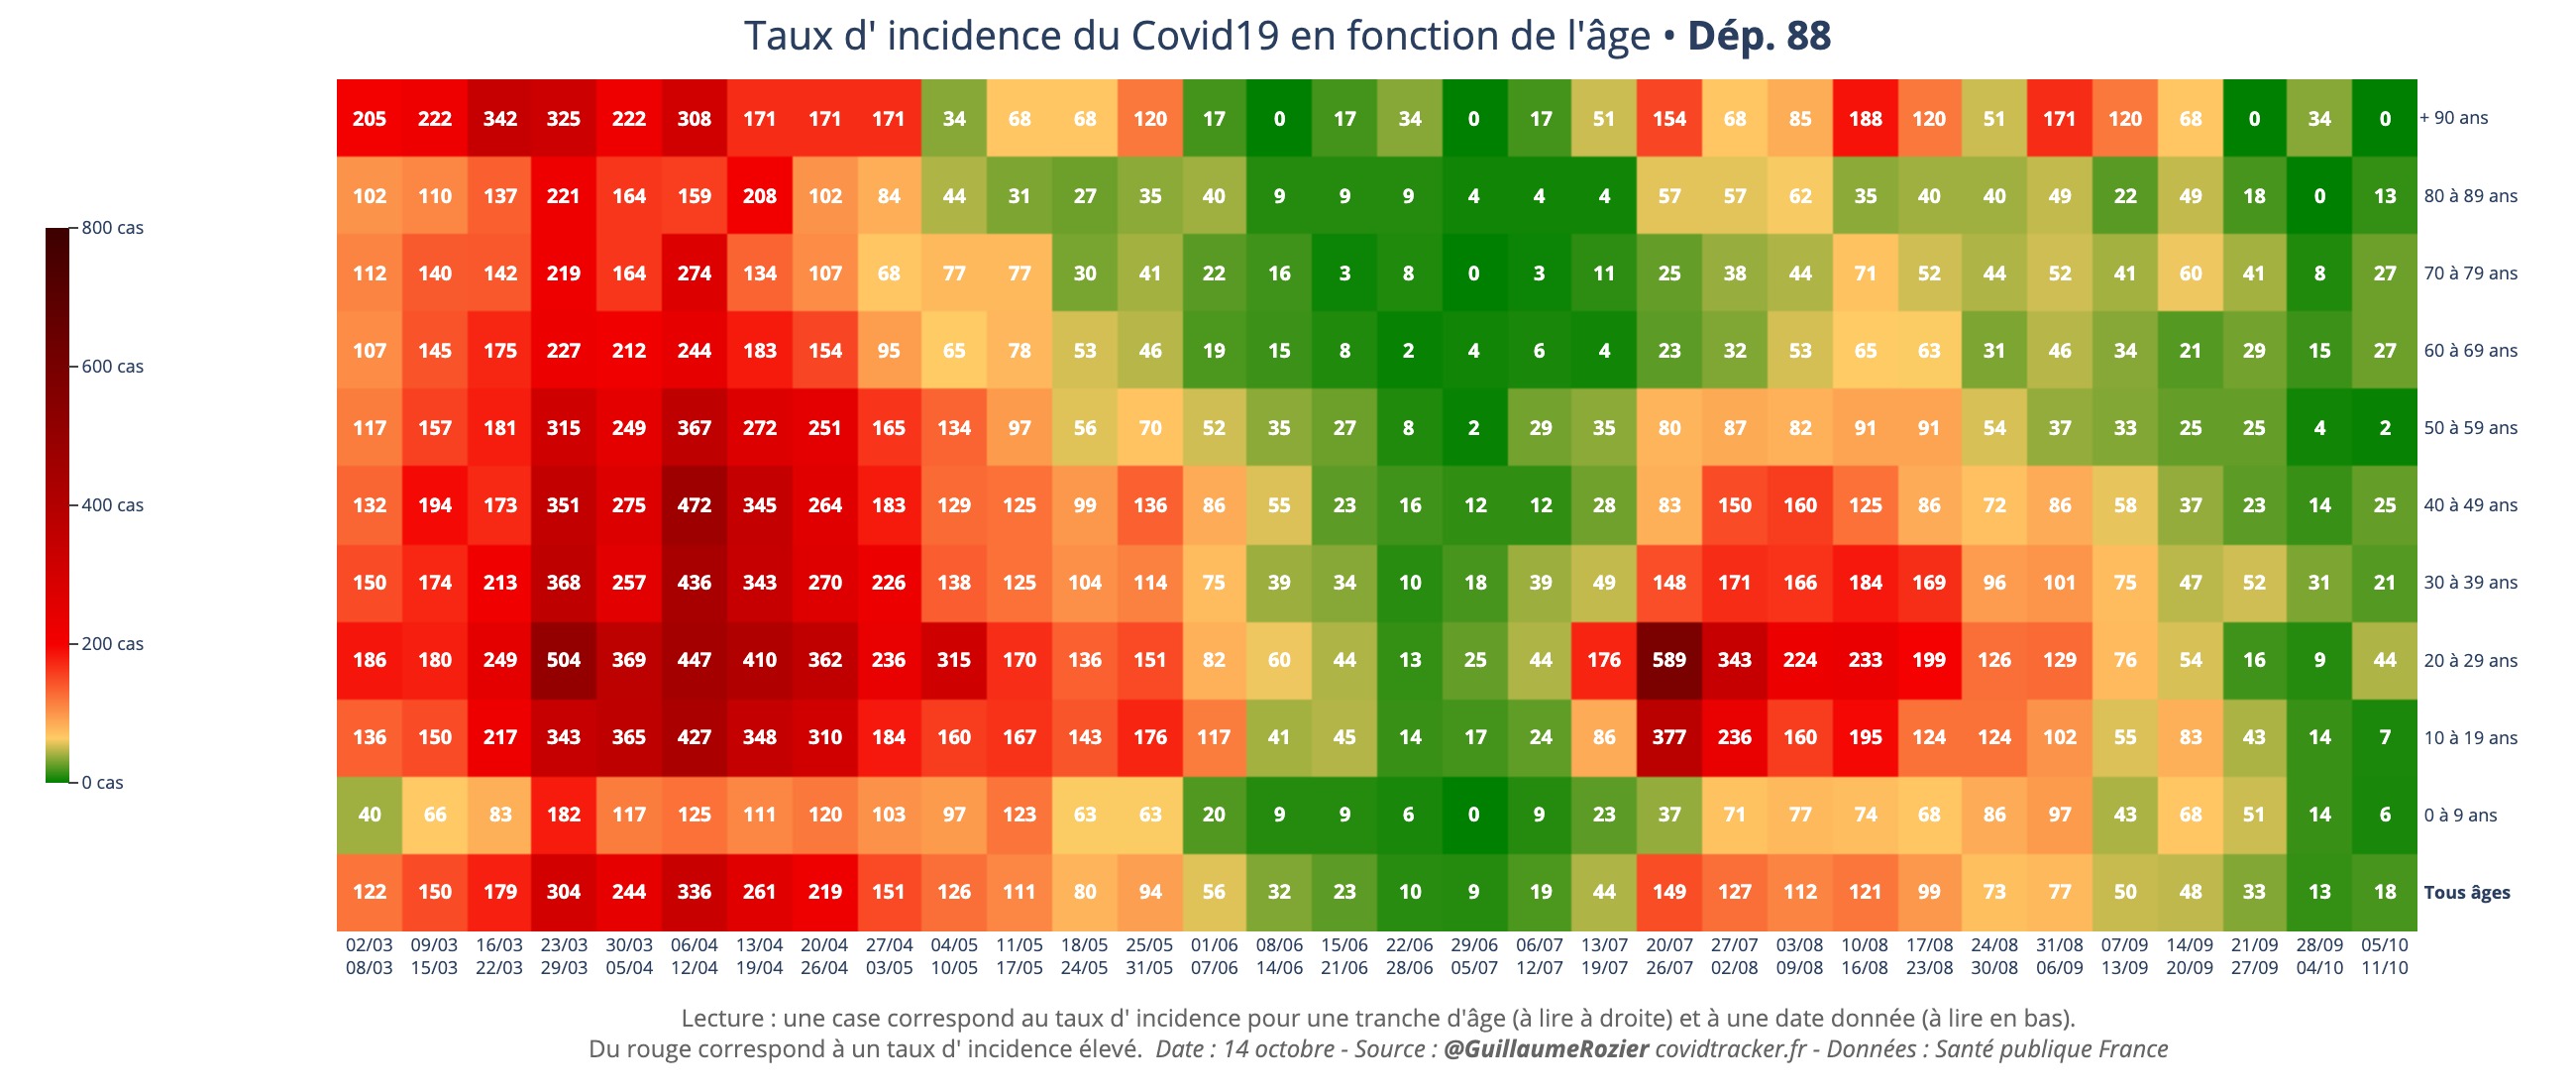 Taux d' incidence du Covid19 en fonction de l'âge • Dép. 88
205 222 342 325 222 308 171 171 171 34 68 68 120 17 0 17 34 0 17 51 154 68 85 188 120 51 171 120 68 0 34 0 + 90 ans
102 110 137 221 164 159 208 102 84 44 31 27 35 40 9 9 9 4 4 4 57 57 62 35 40 40 49 22 49 18 0 13 80 à 89 ans
800 cas
112 140 142 219 164 274 134 107 68 77 77 30 41 22 16 3 8 0 3 11 25 38 44 71 52 44 52 41 60 41 8 27 70 à 79 ans
107 145 175 227 212 244 183 154 95 65 78 53 46 19 15 8 2 4 6 4 23 32 53 65 63 31 46 34 21 29 15 27 60 à 69 ans
600 cas
117 157 181 315 249 367 272 251 165 134 97 56 70 52 35 27 8 2 29 35 80 87 82 91 91 54 37 33 25 25 4 2 50 à 59 ans
400 cas
132 194 173 351 275 472 345 264 183 129 125 99 136 86 55 23 16 12 12 28 83 150 160 125 86 72 86 58 37 23 14 25 40 à 49 ans
150 174 213 368 257 436 343 270 226 138 125 104 114 75 39 34 10 18 39 49 148 171 166 184 169 96 101 75 47 52 31 21 30 à 39 ans
200 cas
186 180 249 504 369 447 410 362 236 315 170 136 151 82 60 44 13 25 44 176 589 343 224 233 199 126 129 76 54 16 9 44 20 à 29 ans
136 150 217 343 365 427 348 310 184 160 167 143 176 117 41 45 14 17 24 86 377 236 160 195 124 124 102 55 83 43 14 7 10 à 19 ans
0 cas
40 66 83 182 117 125 111 120 103 97 123 63 63 20 9 9 6 0 9 23 37 71 77 74 68 86 97 43 68 51 14 6 0 à 9 ans
122 150 179 304 244 336 261 219 151 126 111 80 94 56 32 23 10 9 19 44 149 127 112 121 99 73 77 50 48 33 13 18 Tous âges
02/03 09/03 16/03 23/03 30/03 06/04 13/04 20/04 27/04 04/05 11/05 18/05 25/05 01/06 08/06 15/06 22/06 29/06 06/07 13/07 20/07 27/07 03/08 10/08 17/08 24/08 31/08 07/09 14/09 21/09 28/09 05/10
08/03 15/03 22/03 29/03 05/04 12/04 19/04 26/04 03/05 10/05 17/05 24/05 31/05 07/06 14/06 21/06 28/06 05/07 12/07 19/07 26/07 02/08 09/08 16/08 23/08 30/08 06/09 13/09 20/09 27/09 04/10 11/10
Lecture : une case correspond au taux d' incidence pour une tranche d'âge (à lire à droite) et à une date donnée (à lire en bas).
Du rouge correspond à un taux d' incidence élevé. Date : 14 octobre - Source : @GuillaumeRozier covidtracker.fr - Données : Santé publique France